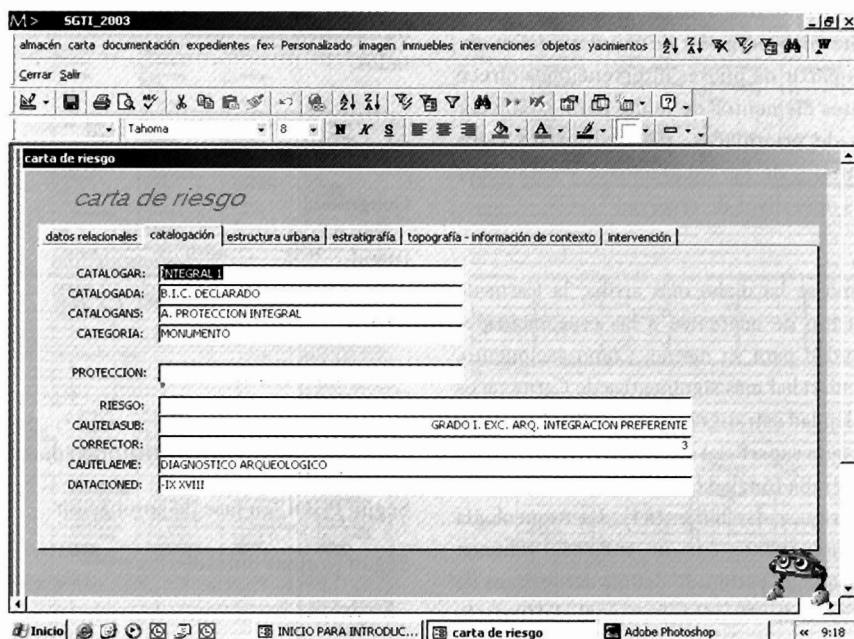 SGTI_2003
almacén carta documentación expedientes fex Personalizado imagen inmuebles intervenciones objetos yacimientos
Cerrar Salir
Tahoma 8 N K S
carta de riesgo
carta de riesgo
datos relacionales catalogación estructura urbana estratigrafía topografía - información de contexto intervención
CATALOGAR: INTEGRAL 1
CATALOGADA: B.I.C. DECLARADO
CATALOGANS: A. PROTECCION INTEGRAL
CATEGORIA: MONUMENTO
PROTECCION:
RIESGO:
CAUTELASUB: GRADO I. EXC. ARQ. INTEGRACION PREFERENTE
CORRECTOR: 3
CAUTELAEME: DIAGNOSTICO ARQUEOLOGICO
DATACIONED: -IX XVIII
Inicio INICIO PARA INTRODUC... carta de riesgo Adobe Photoshop « 9:18